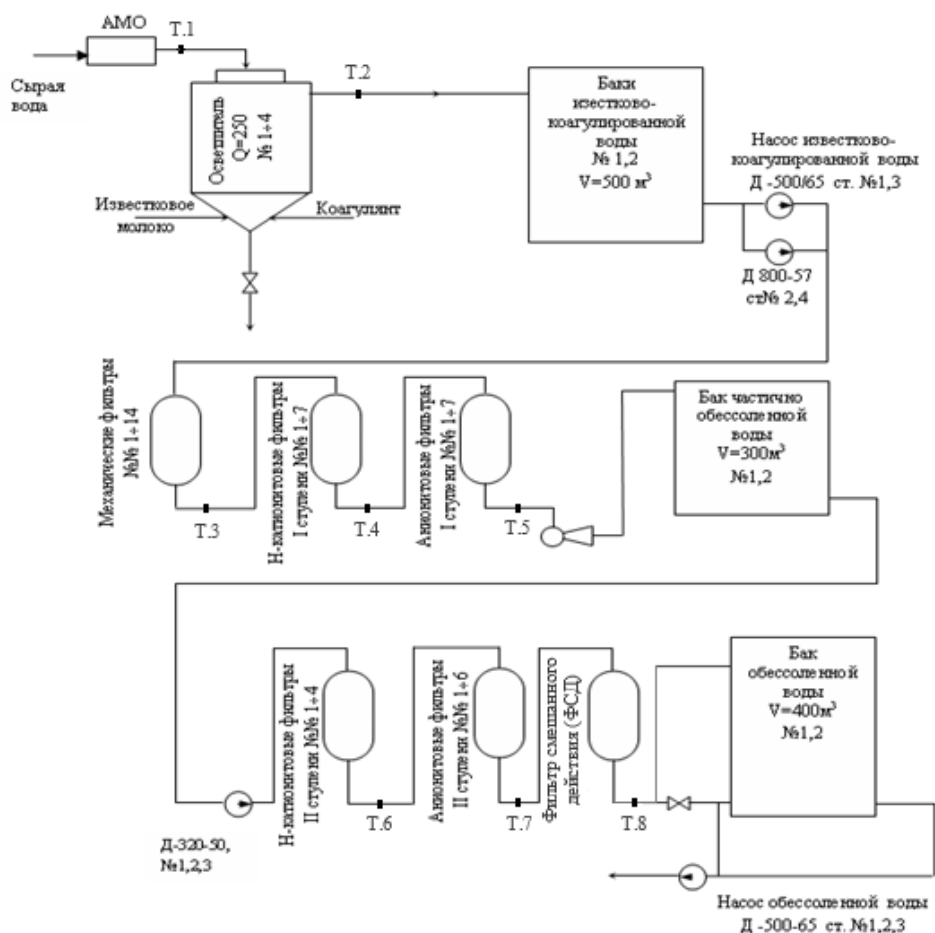 АМО
Т.1
Сырая
вода
Осветлитель
Q=250
№ 1÷4
Т.2
Баки
изестково-
коагулированной
воды
№ 1,2
V=500 м³
Насос известково-
коагулированной воды
Д -500/65 ст. №1,3
Известковое
молоко
Коагулянт
Д 800-57
ст№ 2,4
Механические фильтры
№№ 1÷14
Т.3
Н-катионитовые фильтры
I ступени №№ 1÷7
Т.4
Анионитовые фильтры
I ступени №№ 1÷7
Т.5
Бак частично
обессоленной
воды
V=300м³
№1,2
Д-320-50,
№1,2,3
Н-катионитовые фильтры
II ступени №№ 1÷4
Т.6
Анионитовые фильтры
II ступени №№ 1÷6
Т.7
Фильтр смешанного
действия (ФСД)
Т.8
Бак
обессоленной
воды
V=400м³
№1,2
Насос обессоленной воды
Д -500-65 ст. №1,2,3